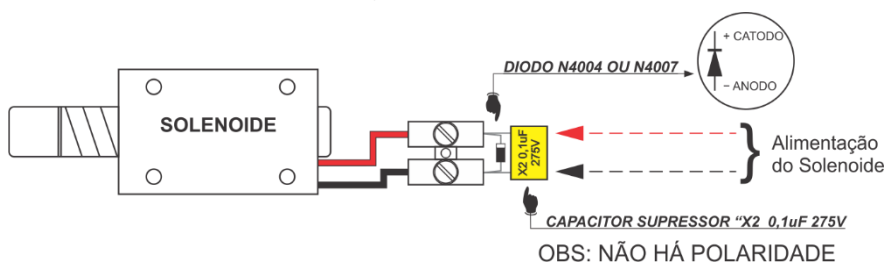 + CATODO
DIODO N4004 OU N4007
− ANODO
SOLENOIDE
X2 0,1uF
275V
Alimentação
do Solenoide
CAPACITOR SUPRESSOR “X2 0,1uF 275V
OBS: NÃO HÁ POLARIDADE